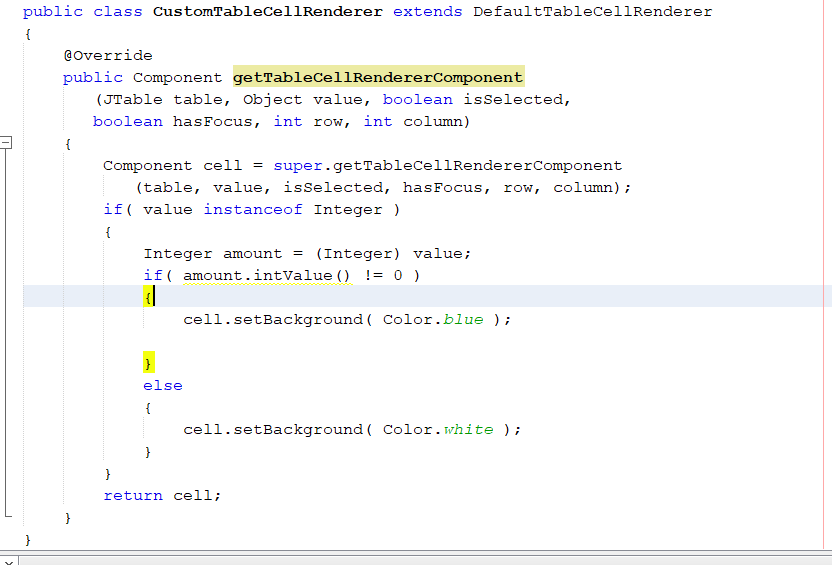 public class CustomTableCellRenderer extends DefaultTableCellRenderer
{
@Override
public Component getTableCellRendererComponent
(JTable table, Object value, boolean isSelected,
boolean hasFocus, int row, int column)
{
Component cell = super.getTableCellRendererComponent
(table, value, isSelected, hasFocus, row, column);
if( value instanceof Integer )
{
Integer amount = (Integer) value;
if( amount.intValue() != 0 )
{
cell.setBackground( Color.blue );
}
else
{
cell.setBackground( Color.white );
}
}
return cell;
}
}